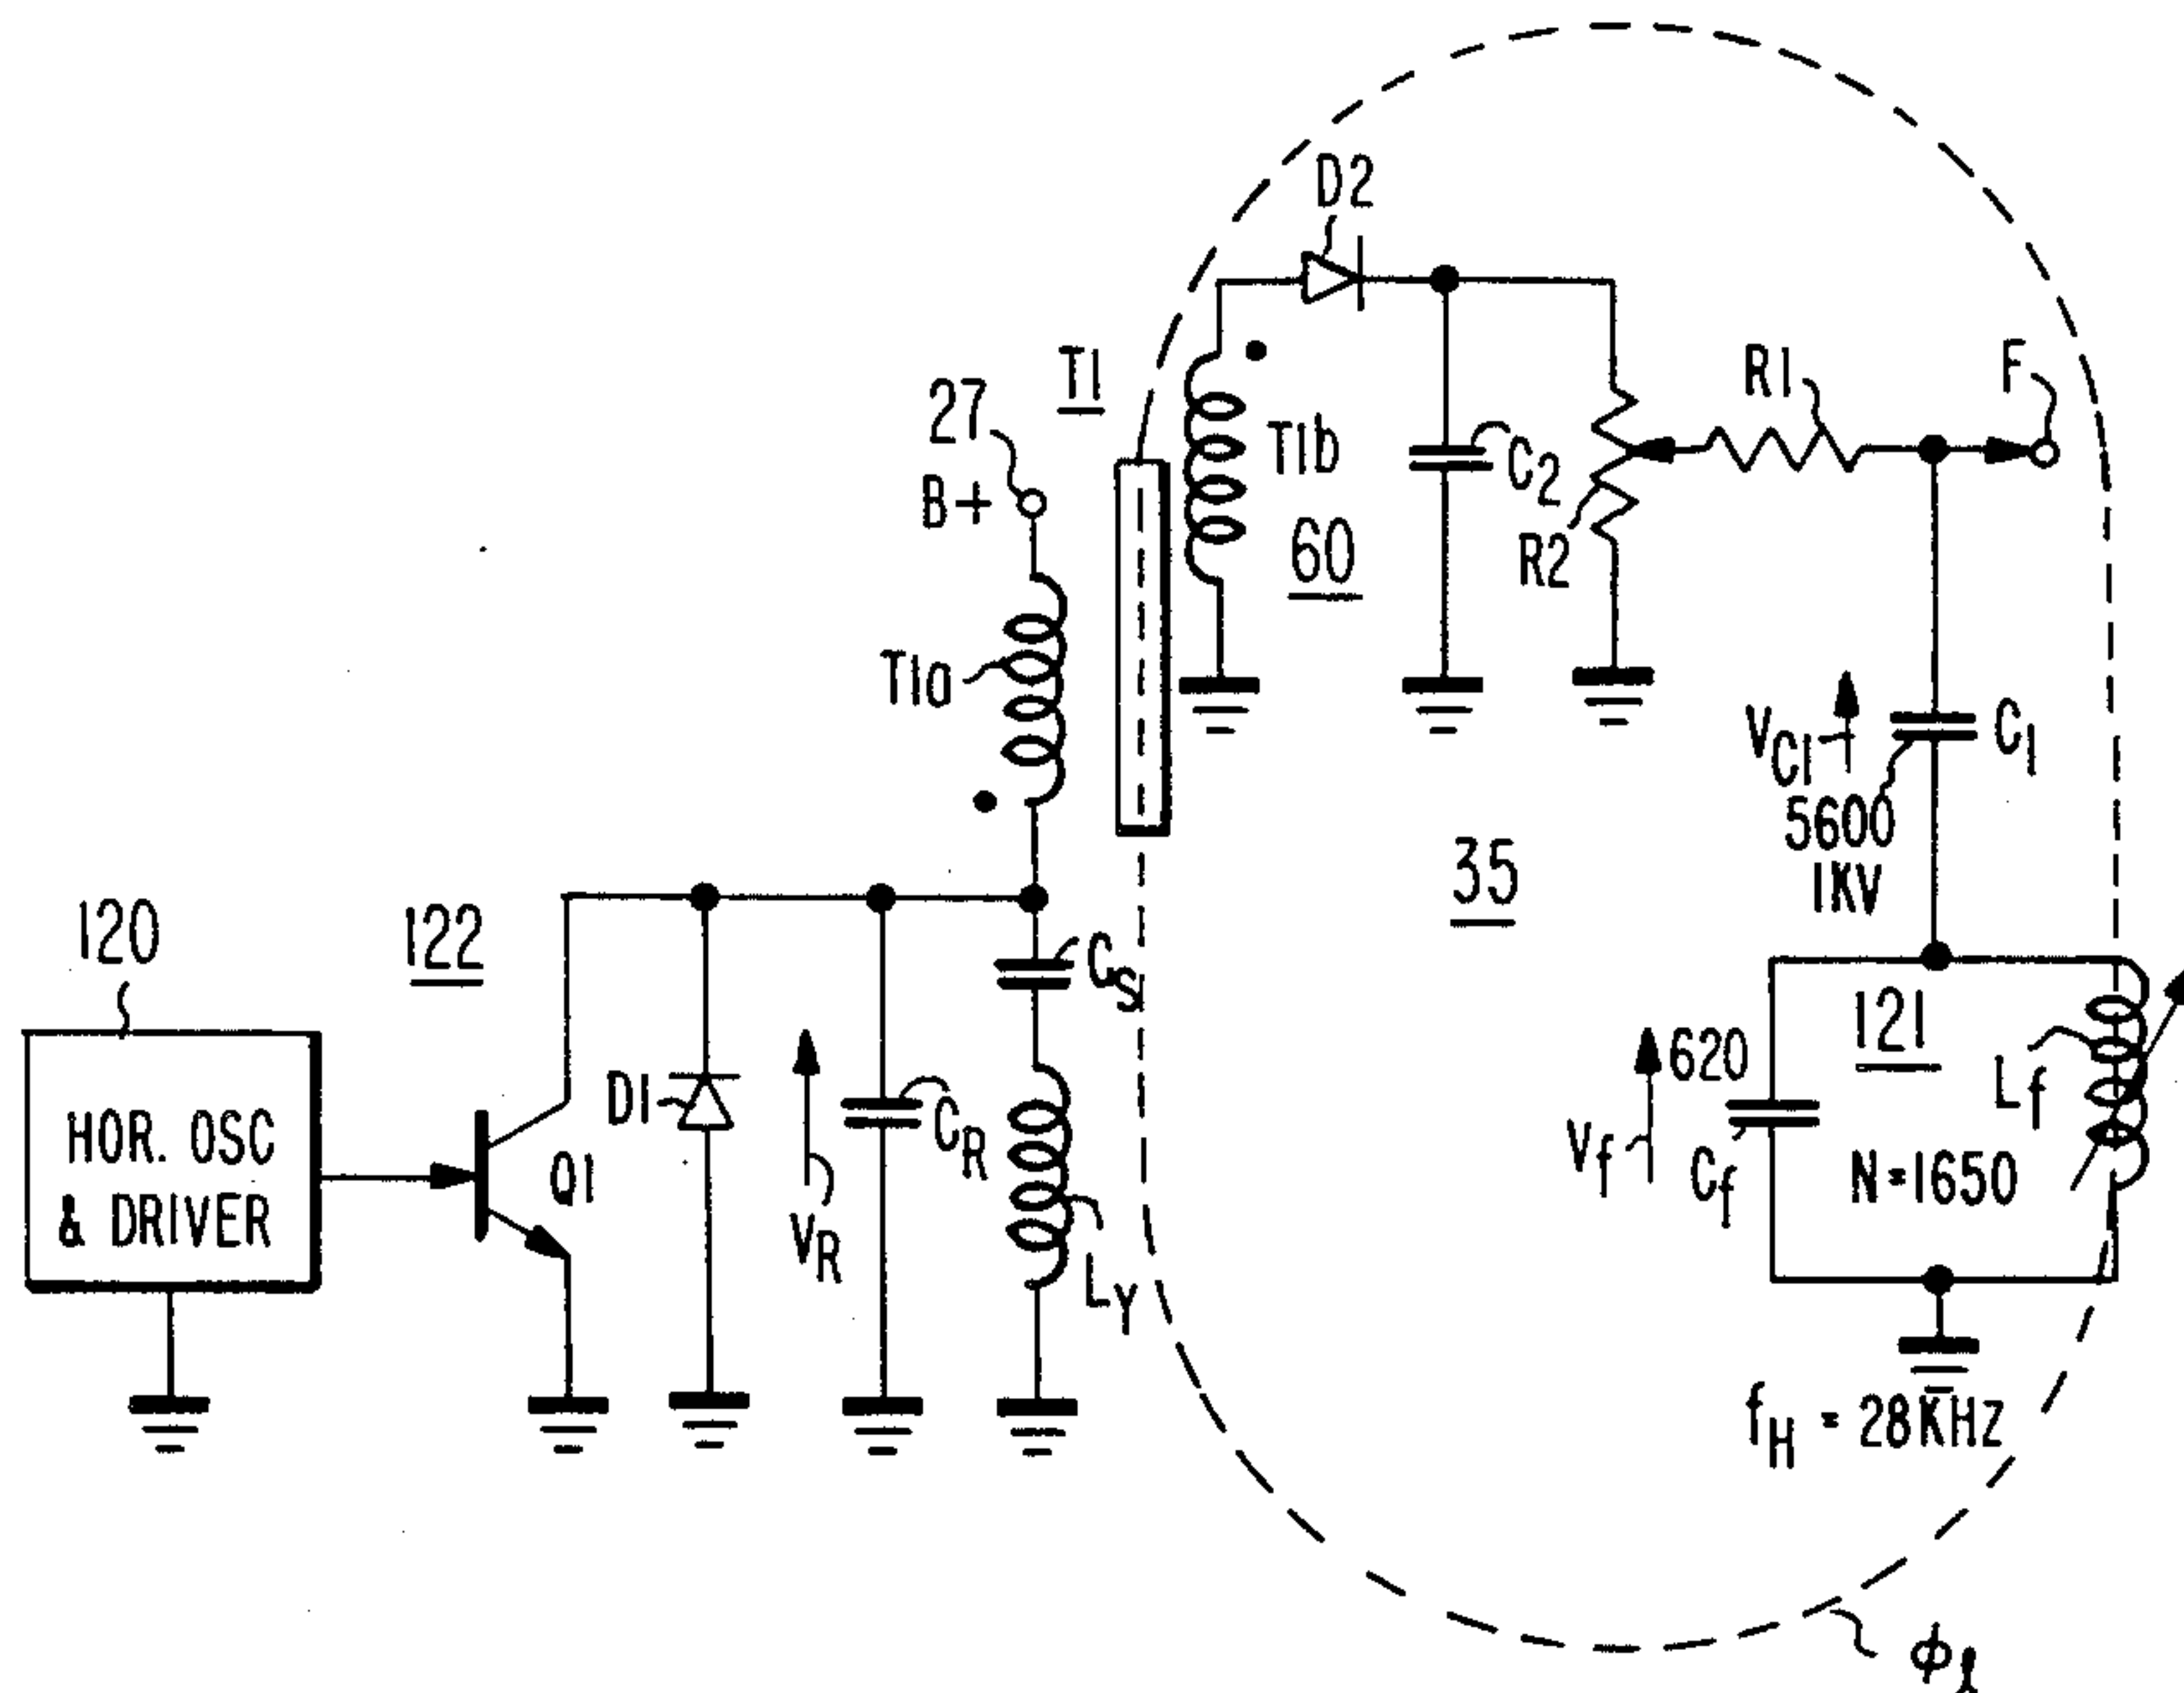 D2
T1
R1
F
27
B+
T1b
C2
60
R2
T1a
VC1
C1
5600
1KV
35
120
122
CS
121
620
Lf
HOR. OSC
& DRIVER
D1
CR
Q1
Vf
Cf
N=1650
VR
LY
fH = 28KHZ
ϕℓ